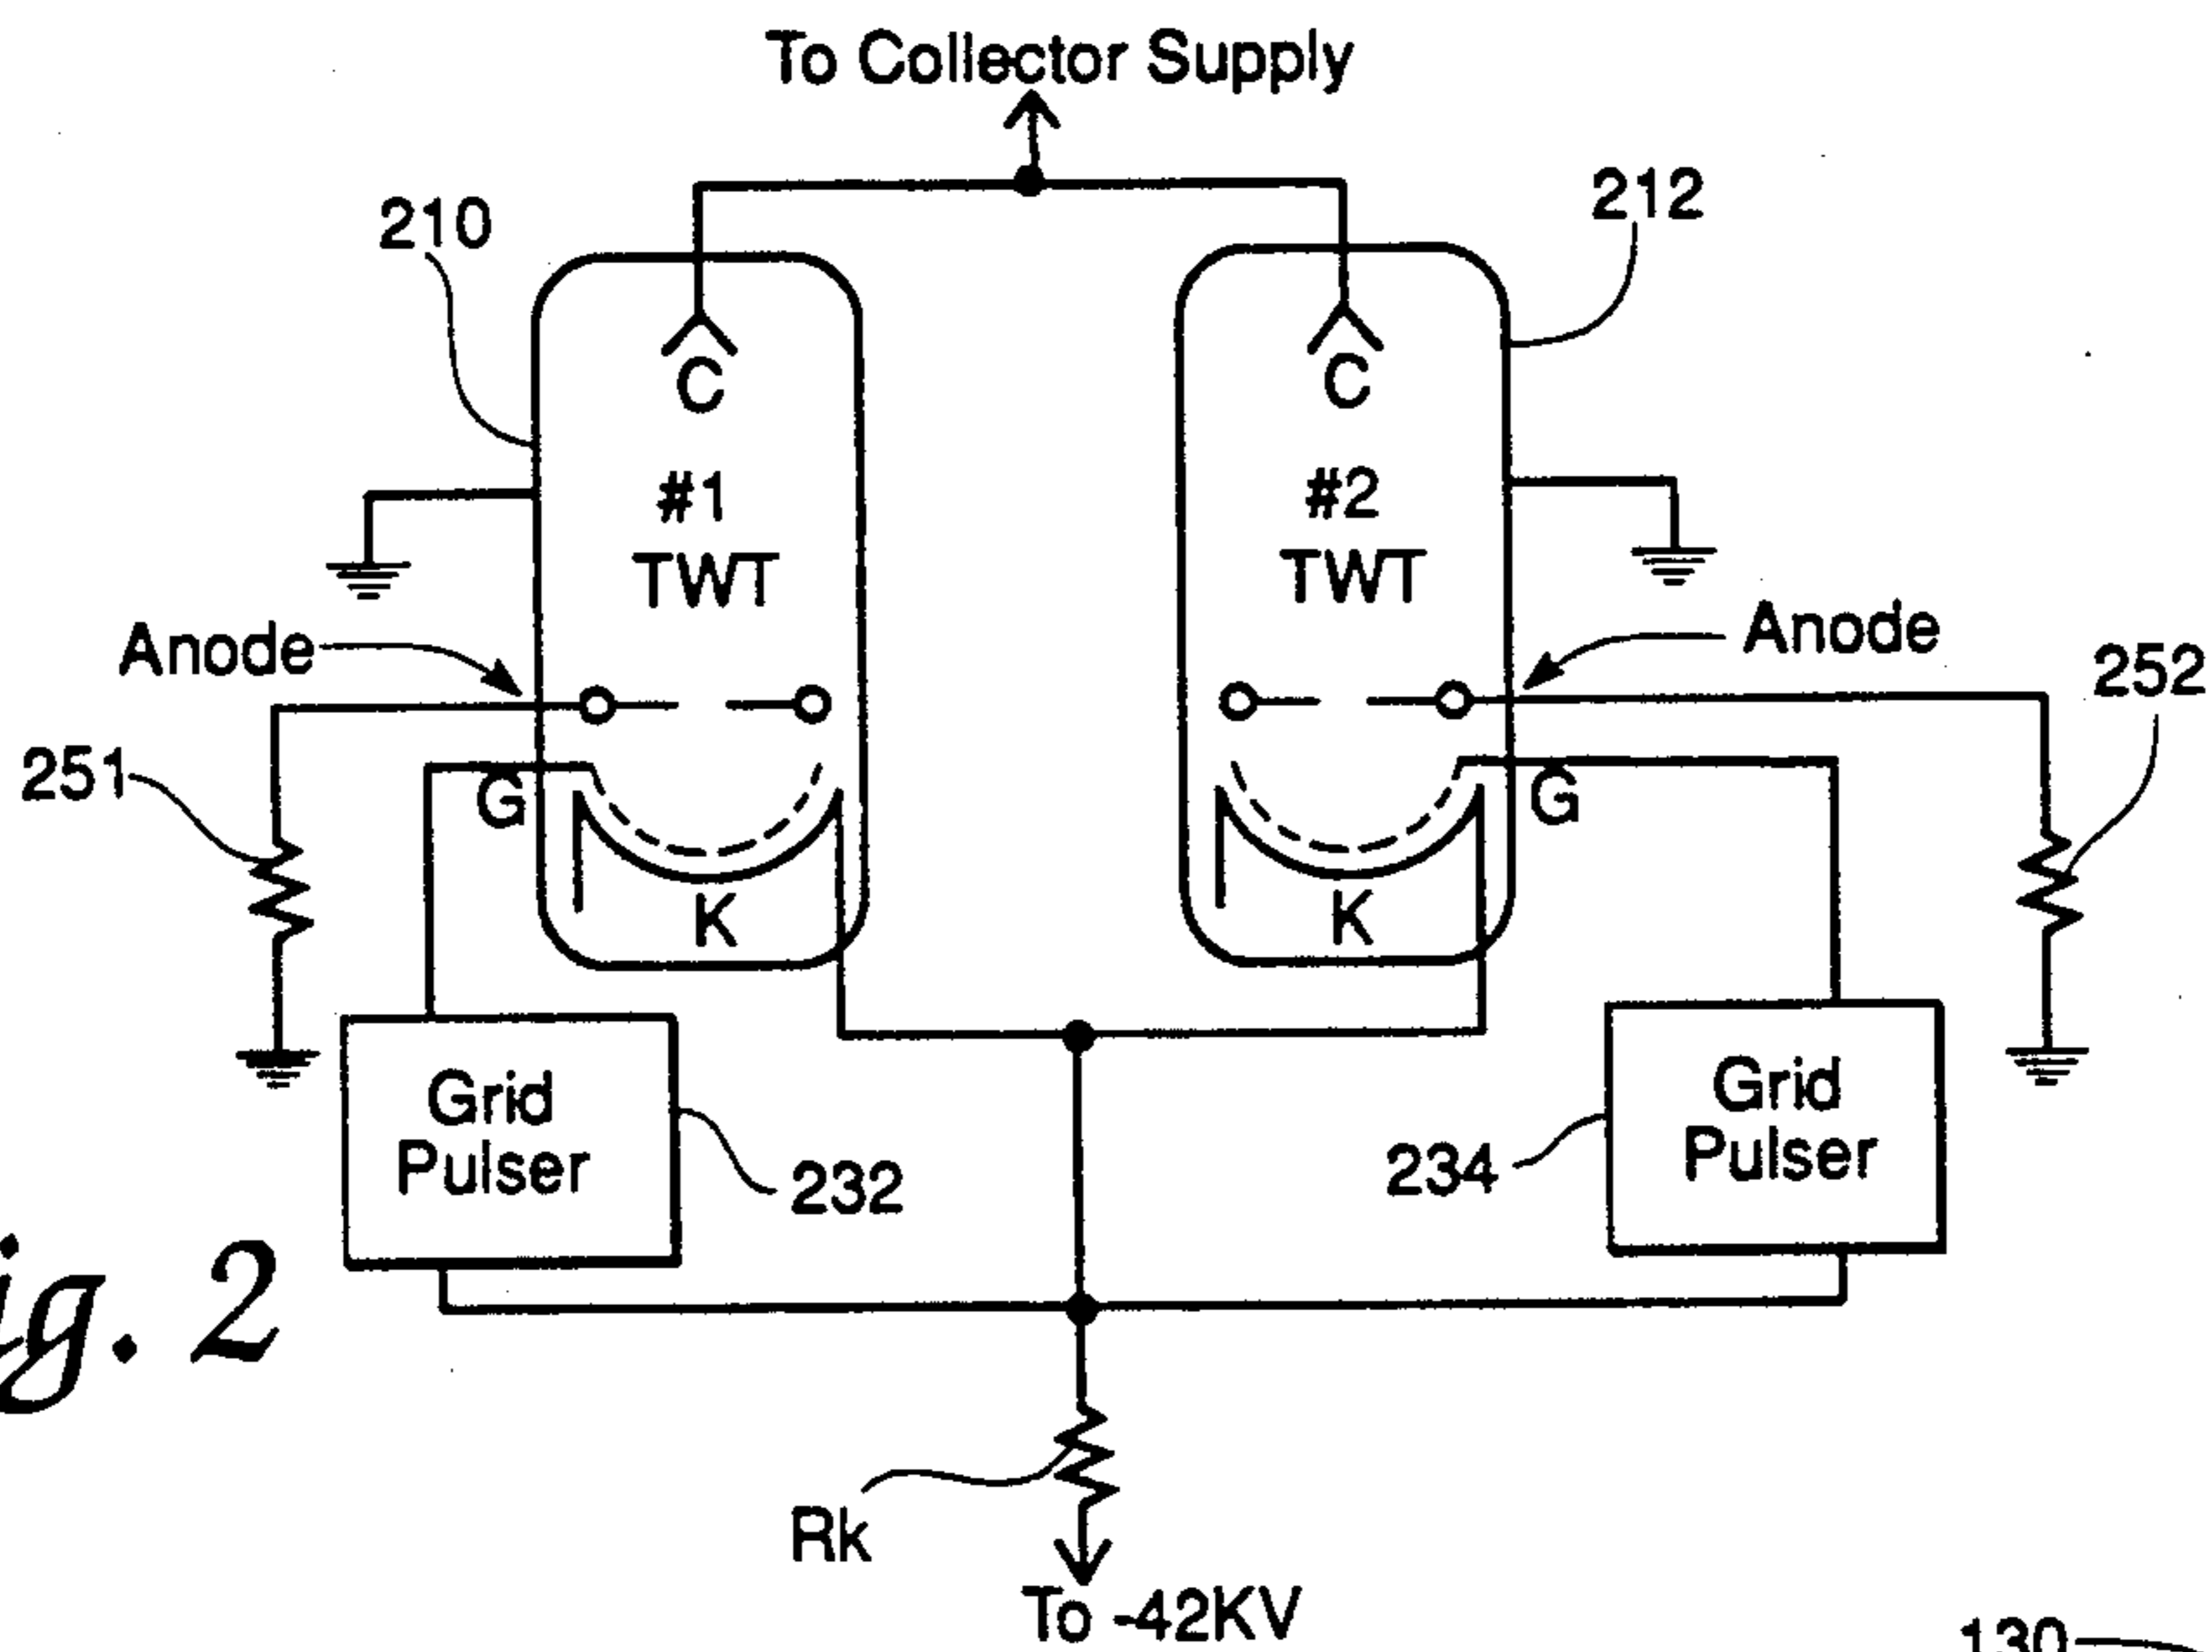 To Collector Supply
210
212
C
C
#1
TWT
#2
TWT
Anode
Anode
252
251
G
G
K
K
Grid
Pulser
Grid
Pulser
232
234
ig. 2
Rk
To -42KV
130